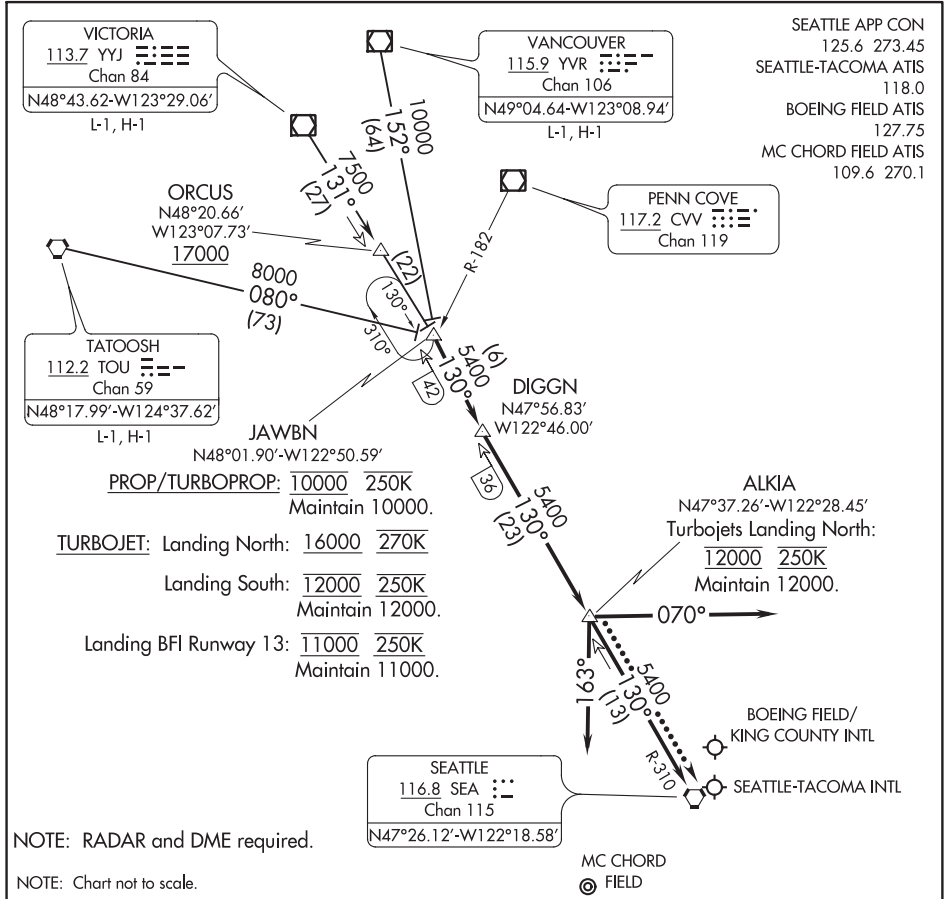 VICTORIA
113.7 YYJ
Chan 84
N48°43.62-W123°29.06′
L-1, H-1
VANCOUVER
115.9 YVR
Chan 106
N49°04.64-W123°08.94′
L-1, H-1
SEATTLE APP CON
125.6 273.45
SEATTLE-TACOMA ATIS
118.0
BOEING FIELD ATIS
127.75
MC CHORD FIELD ATIS
109.6 270.1
PENN COVE
117.2 CVV
Chan 119
R-182
10000
152°
(64)
7500
131°
(27)
ORCUS
N48°20.66′
W123°07.73′
17000
(22)
8000
080°
(73)
130°
310°
TATOOSH
112.2 TOU
Chan 59
N48°17.99′-W124°37.62′
L-1, H-1
(6)
5400
130°
42
DIGGN
N47°56.83′
W122°46.00′
36
JAWBN
N48°01.90′-W122°50.59′
PROP/TURBOPROP: 10000 250K
Maintain 10000.
TURBOJET: Landing North: 16000 270K
Landing South: 12000 250K
Maintain 12000.
Landing BFI Runway 13: 11000 250K
Maintain 11000.
5400
130°
(23)
ALKIA
N47°37.26′-W122°28.45′
Turbojets Landing North:
12000 250K
Maintain 12000.
070°
163°
5400
130°
(13)
R-310
BOEING FIELD/
KING COUNTY INTL
SEATTLE-TACOMA INTL
SEATTLE
116.8 SEA
Chan 115
N47°26.12′-W122°18.58′
MC CHORD
FIELD
NOTE: RADAR and DME required.
NOTE: Chart not to scale.